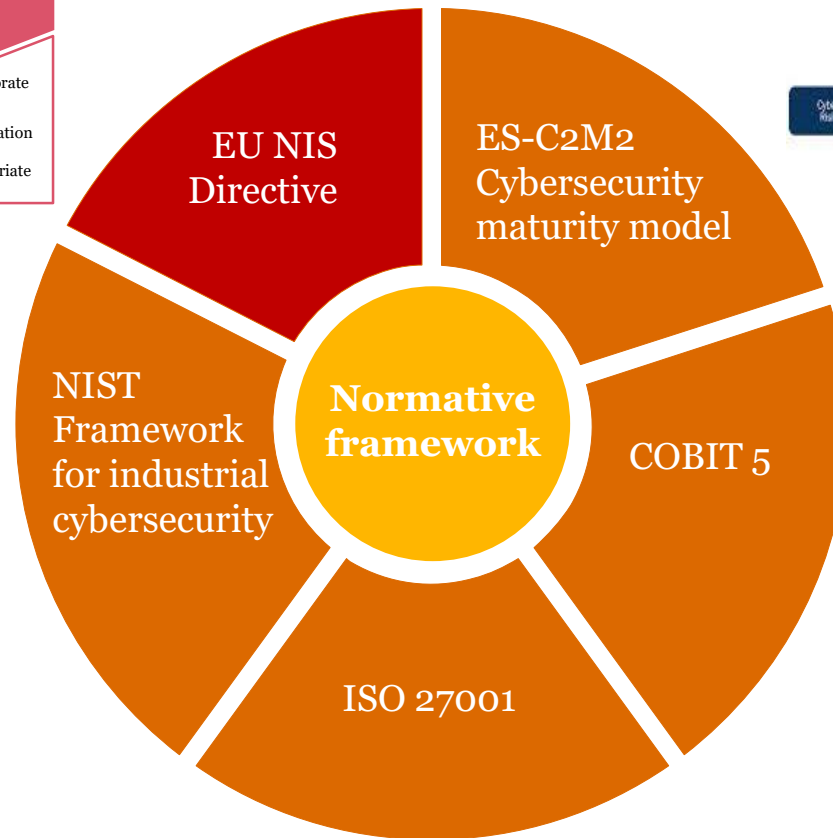 EU NIS
Directive
ES-C2M2
Cybersecurity
maturity model
NIST
Framework
for industrial
cybersecurity
Normative
framework
COBIT 5
ISO 27001